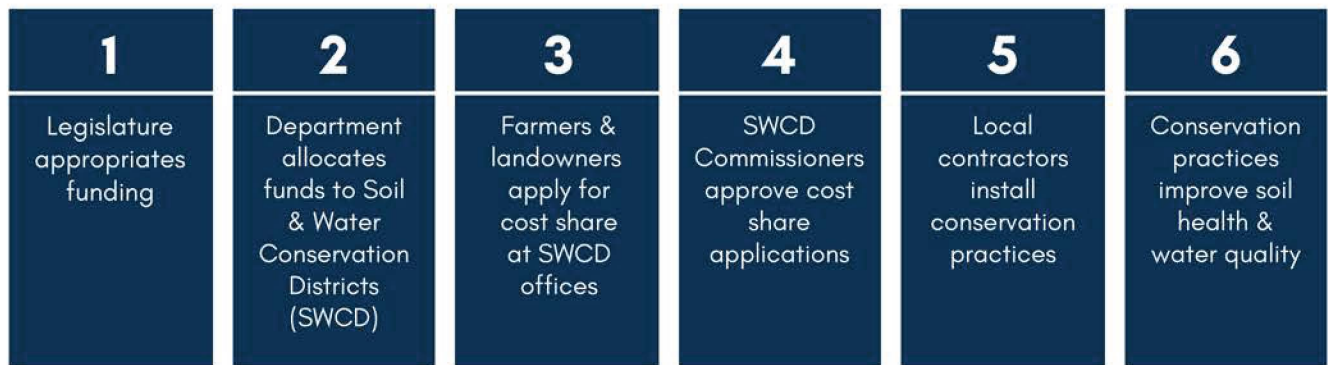 1
Legislature
appropriates
funding
2
Department
allocates
funds to Soil
& Water
Conservation
Districts
(SWCD)
3
Farmers &
landowners
apply for
cost share
at SWCD
offices
4
SWCD
Commissioners
approve cost
share
applications
5
Local
contractors
install
conservation
practices
6
Conservation
practices
improve soil
health &
water quality